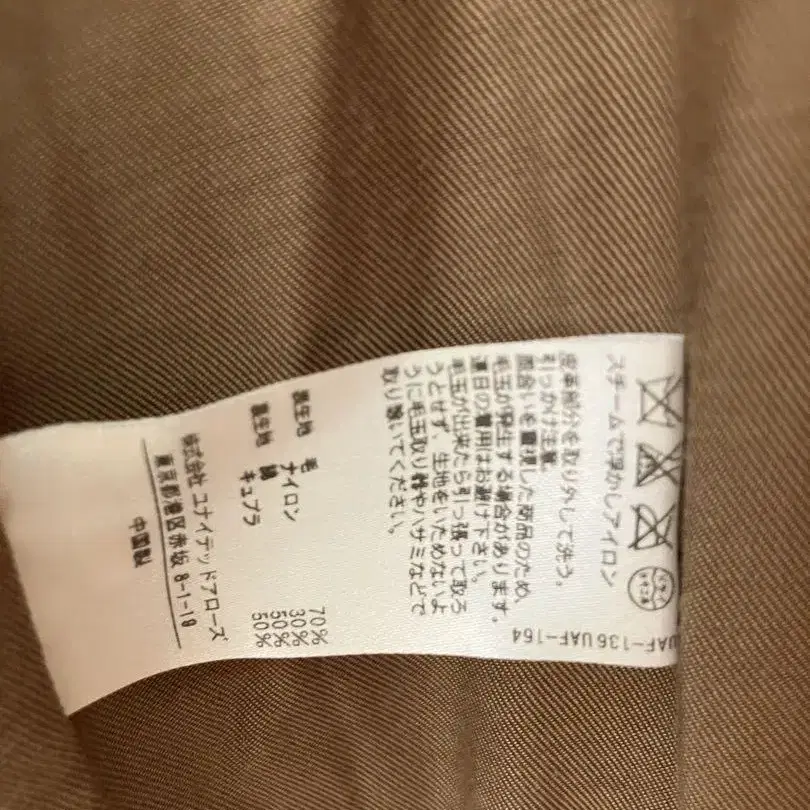 UAF-136 UAF-164
スチームで浮かしアイロン
皮革部分を取り外して洗う。
引っかけ注意。
風合いを重視した商品のため、
毛玉が発生する場合があります。
連日の着用はお避け下さい。
毛玉が出来たら引っ張って取ろ
うとせず、生地をいためないよ
うに毛玉取り器やハサミなどで
取り除いてください。
表生地 毛 70%
ナイロン 30%
裏生地 綿 50%
キュプラ 50%
株式会社 ユナイテッドアローズ
東京都港区赤坂 8-1-19
中国製